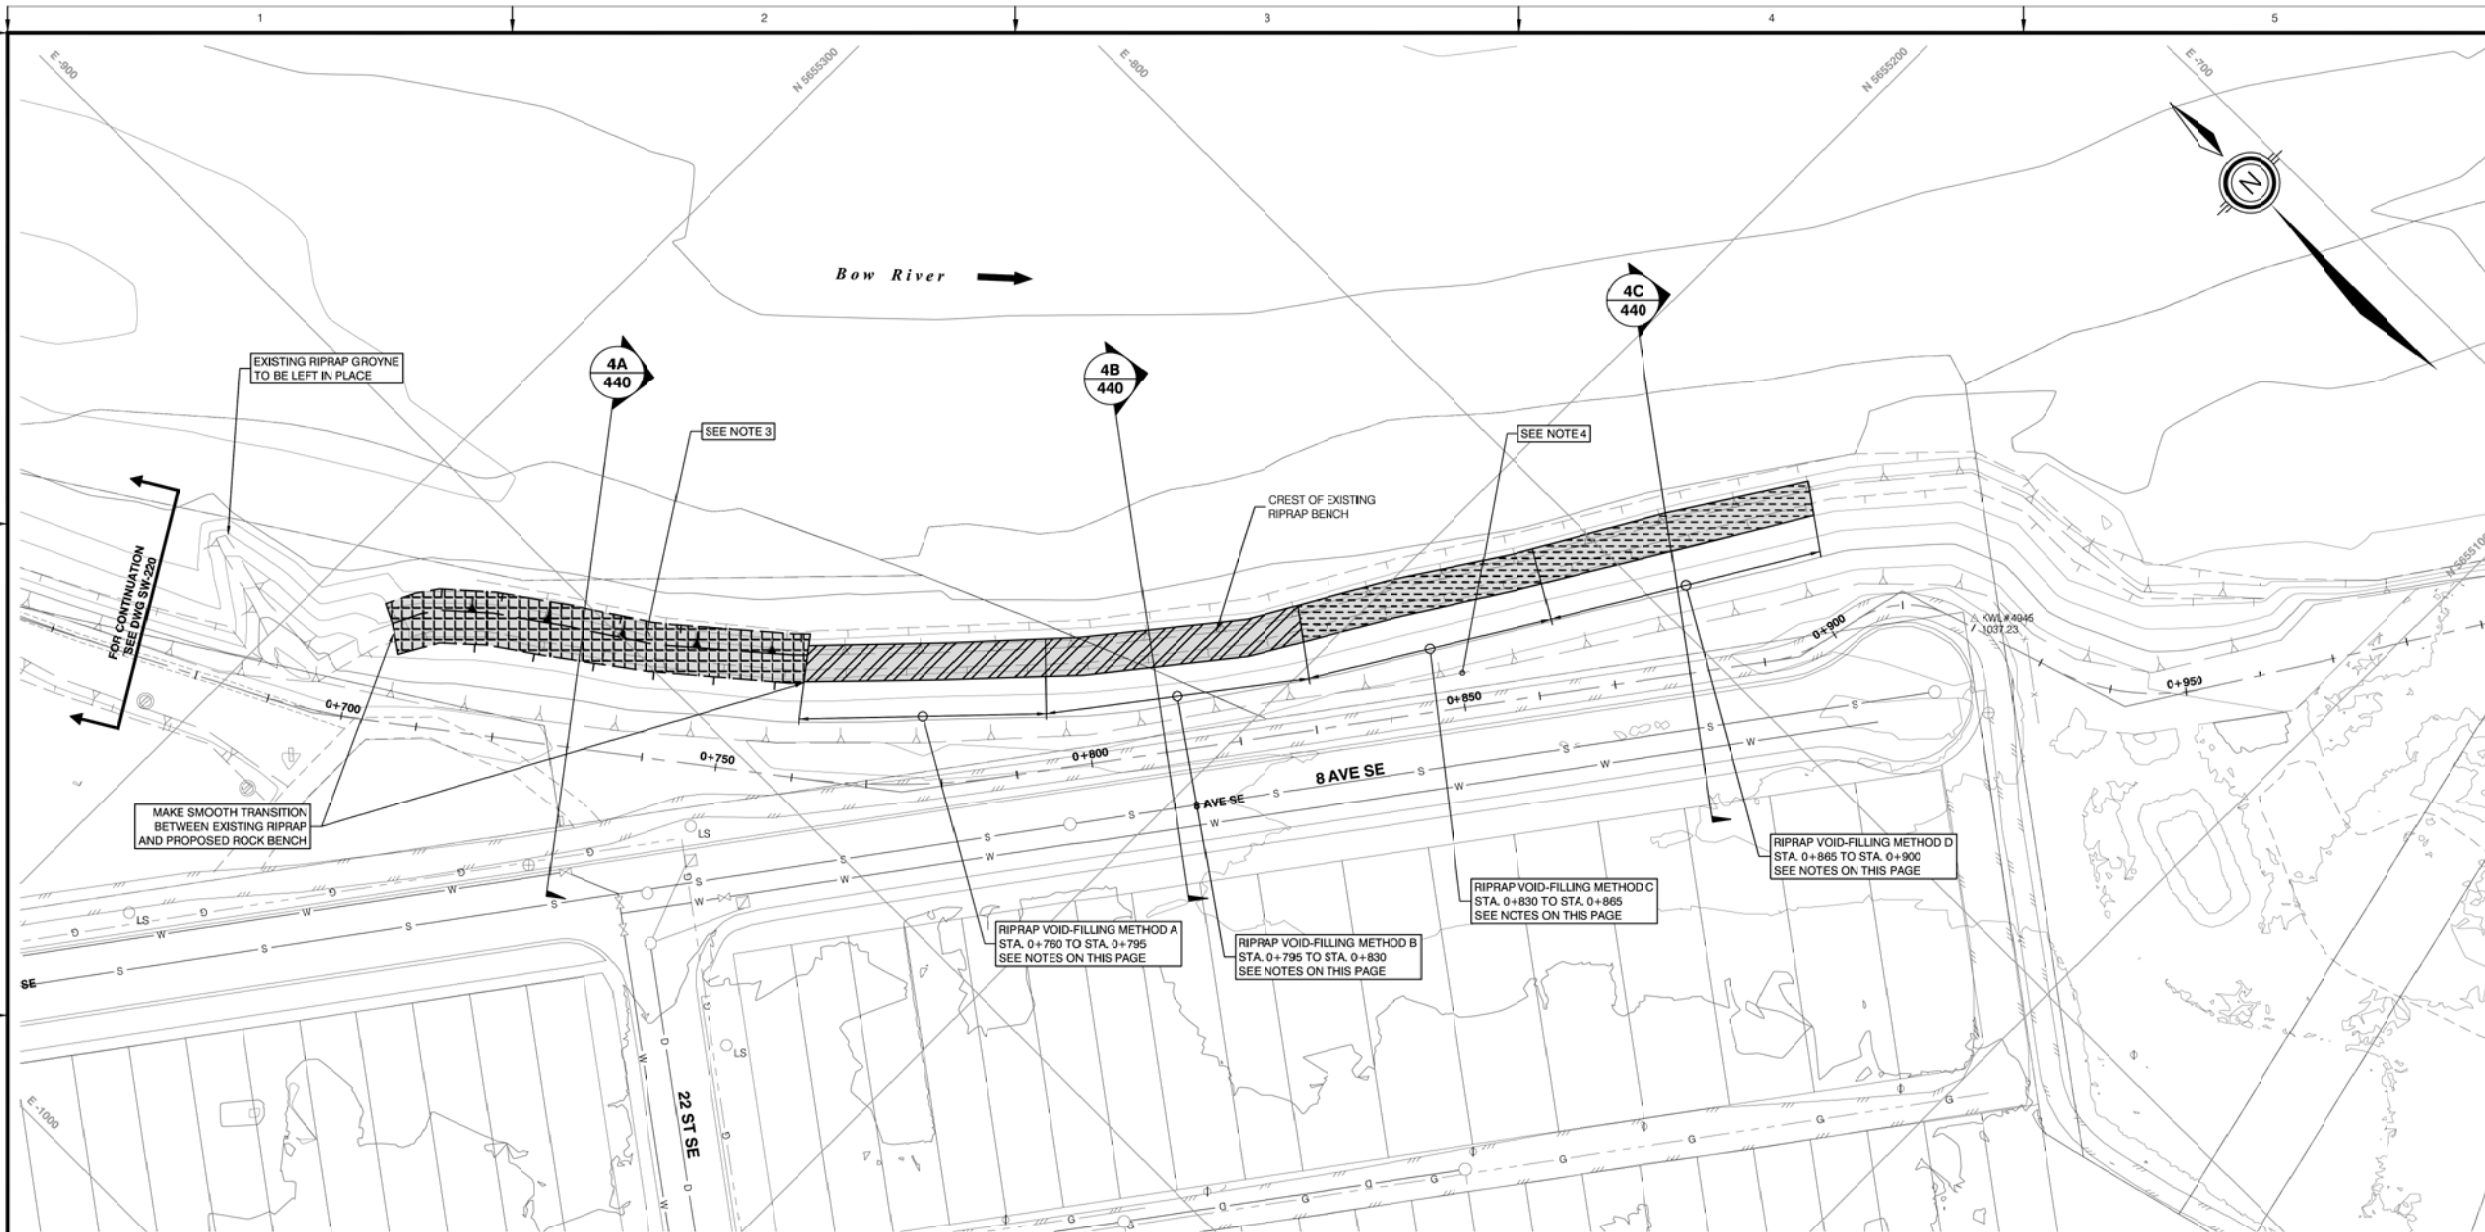 1
2
3
4
5
E -900
N 5655300
E -800
N 5655200
E -700
N
Bow River
4C
440
4A
440
4B
440
EXISTING RIPRAP GROYNE
TO BE LEFT IN PLACE
SEE NOTE 3
SEE NOTE 4
CREST OF EXISTING
RIPRAP BENCH
FOR CONTINUATION
SEE DWG SW-220
0+700
0+750
0+800
0+850
0+900
0+950
8 AVE SE
8 AVE SE
MAKE SMOOTH TRANSITION
BETWEEN EXISTING RIPRAP
AND PROPOSED ROCK BENCH
RIPRAP VOID-FILLING METHOD D
STA. 0+865 TO STA. 0+900
SEE NOTES ON THIS PAGE
RIPRAP VOID-FILLING METHOD C
STA. 0+830 TO STA. 0+865
SEE NOTES ON THIS PAGE
RIPRAP VOID-FILLING METHOD A
STA. 0+760 TO STA. 0+795
SEE NOTES ON THIS PAGE
RIPRAP VOID-FILLING METHOD B
STA. 0+795 TO STA. 0+830
SEE NOTES ON THIS PAGE
LS
LS
LS
SE
22 ST SE
E -1000